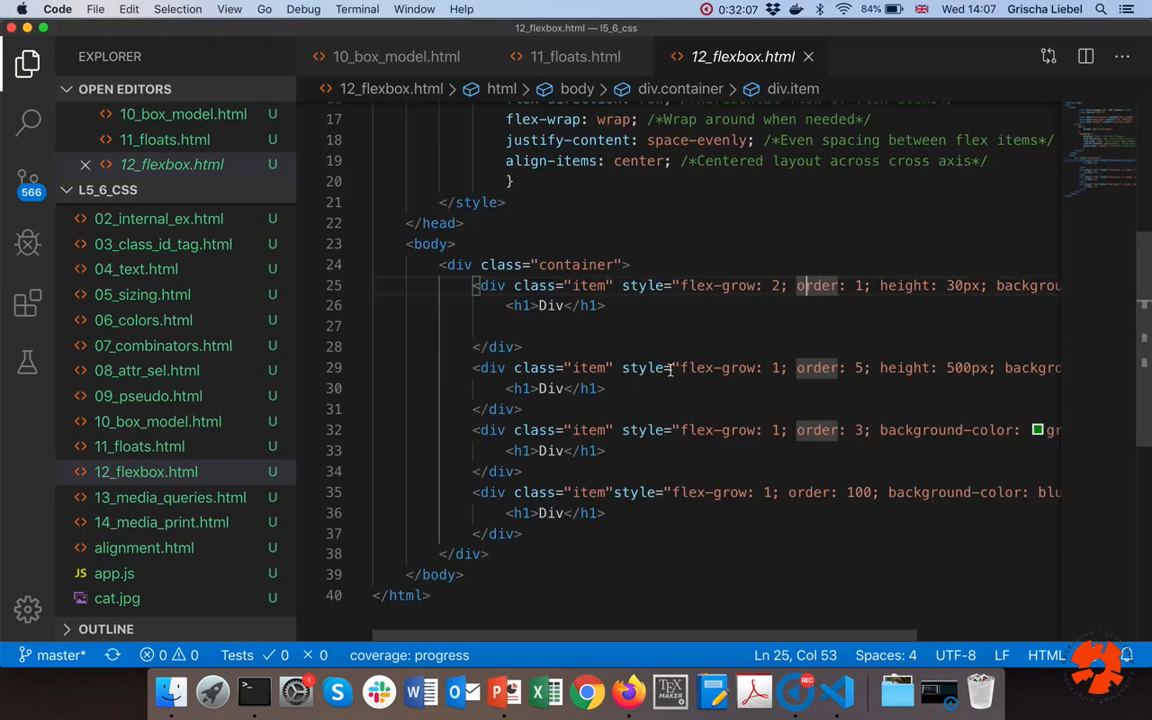 Code File Edit Selection View Go Debug Terminal Window Help 0:32:07 84% Wed 14:07 Grischa Liebel
12_flexbox.html — l5_6_css
EXPLORER
10_box_model.html 11_floats.html 12_flexbox.html
OPEN EDITORS
12_flexbox.html > html > body > div.container > div.item
10_box_model.html U
11_floats.html U
12_flexbox.html U
L5_6_CSS
02_internal_ex.html U
03_class_id_tag.html U
04_text.html U
05_sizing.html U
06_colors.html U
07_combinators.html U
08_attr_sel.html U
09_pseudo.html U
10_box_model.html U
11_floats.html U
12_flexbox.html U
13_media_queries.html U
14_media_print.html U
alignment.html U
JS app.js U
cat.jpg U
OUTLINE
566
17 flex-wrap: wrap; /*Wrap around when needed*/
18 justify-content: space-evenly; /*Even spacing between flex items*/
19 align-items: center; /*Centered layout across cross axis*/
20 }
21 </style>
22 </head>
23 <body>
24 <div class="container">
25 <div class="item" style="flex-grow: 2; order: 1; height: 30px; backgrou
26 <h1>Div</h1>
27
28 </div>
29 <div class="item" style="flex-grow: 1; order: 5; height: 500px; backgro
30 <h1>Div</h1>
31 </div>
32 <div class="item" style="flex-grow: 1; order: 3; background-color: gr
33 <h1>Div</h1>
34 </div>
35 <div class="item"style="flex-grow: 1; order: 100; background-color: blu
36 <h1>Div</h1>
37 </div>
38 </div>
39 </body>
40 </html>
master* 0 0 Tests 0 0 coverage: progress Ln 25, Col 53 Spaces: 4 UTF-8 LF HTML